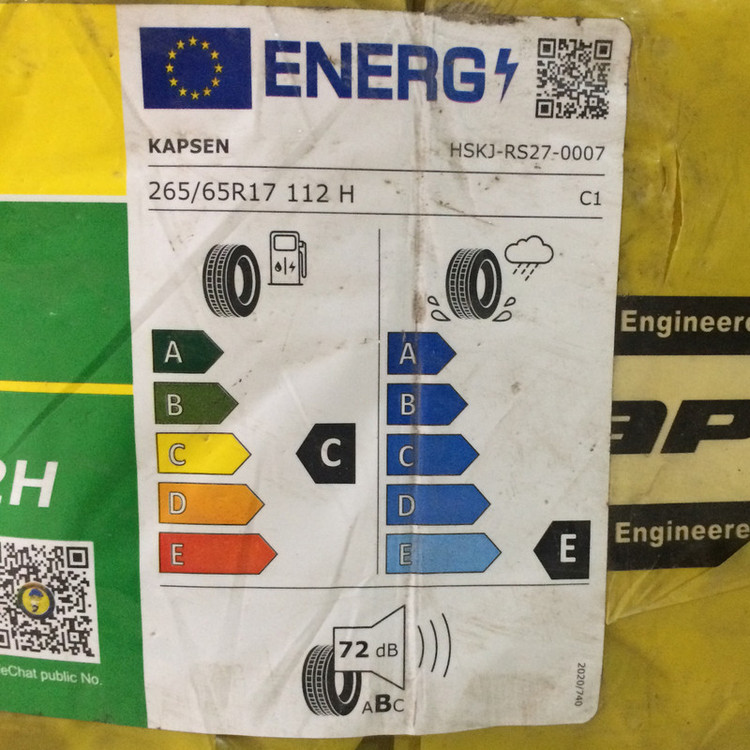 ENERG
KAPSEN
HSKJ-RS27-0007
265/65R17 112 H
C1
A
B
C
D
E
C
A
B
C
D
E
E
72 dB
ABC
2020/740
2H
eChat public No.
Engineere
ap
Engineere